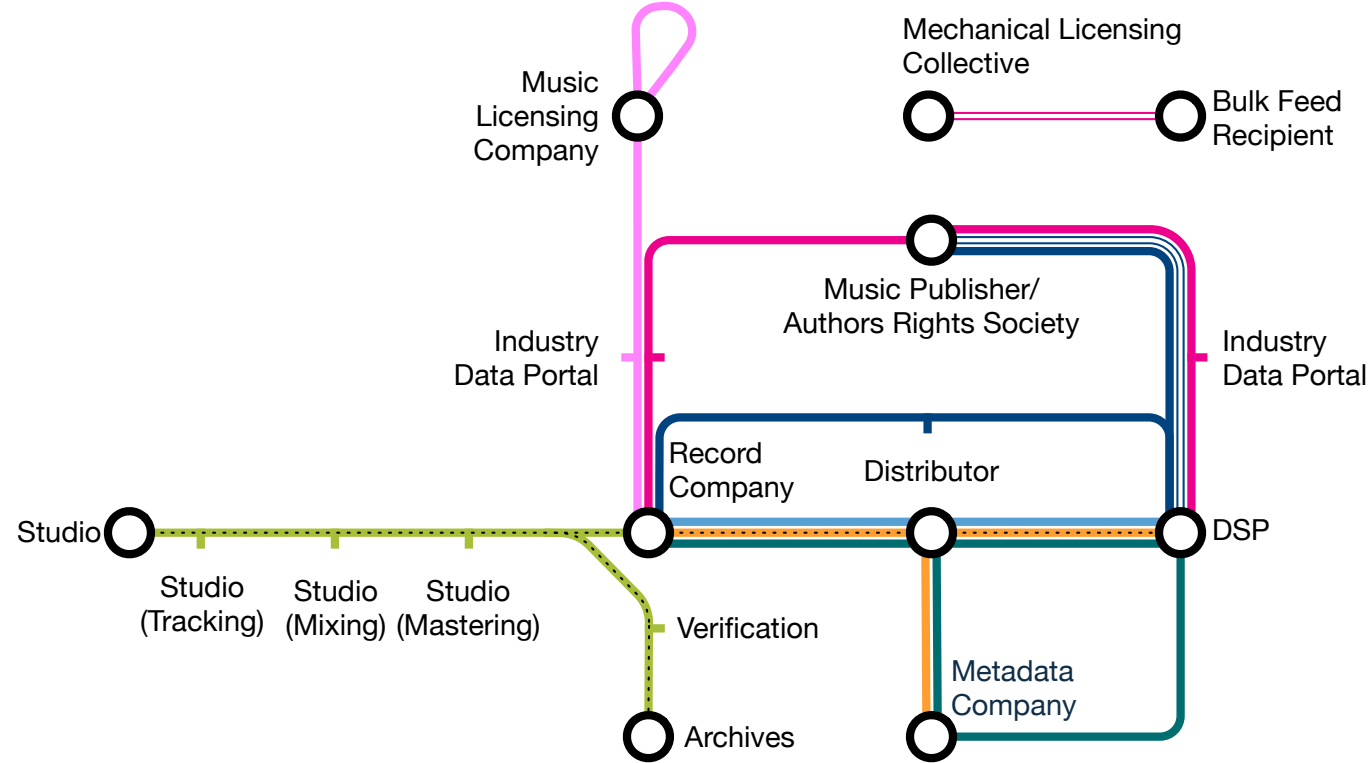 Mechanical Licensing
Collective
Music
Licensing
Company
Bulk Feed
Recipient
Music Publisher/
Authors Rights Society
Industry
Data Portal
Industry
Data Portal
Record
Company
Distributor
Studio
DSP
Studio
(Tracking)
Studio
(Mixing)
Studio
(Mastering)
Verification
Metadata
Company
Archives